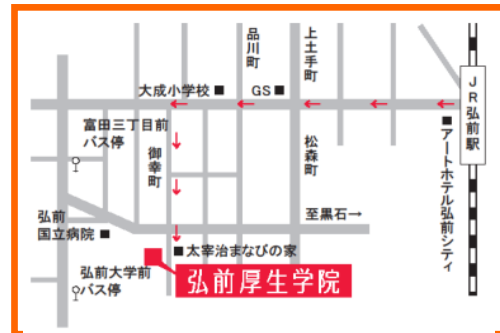 品川町
上土手町
JR弘前駅
大成小学校■
GS■
富田三丁目前
バス停
御幸町
松森町
■アートホテル弘前シティ
至黒石→
弘前
国立病院■
■太宰治まなびの家
弘前大学前
バス停
弘前厚生学院